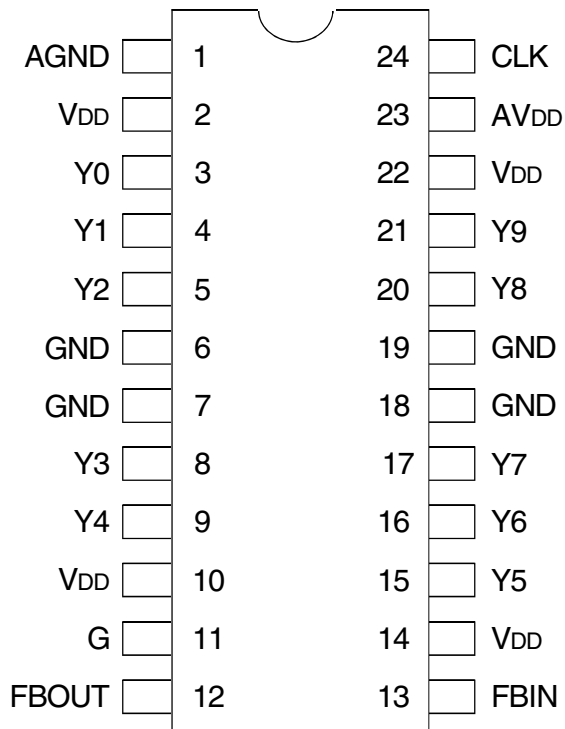 AGND 1 24 CLK
VDD 2 23 AVDD
Y0 3 22 VDD
Y1 4 21 Y9
Y2 5 20 Y8
GND 6 19 GND
GND 7 18 GND
Y3 8 17 Y7
Y4 9 16 Y6
VDD 10 15 Y5
G 11 14 VDD
FBOUT 12 13 FBIN